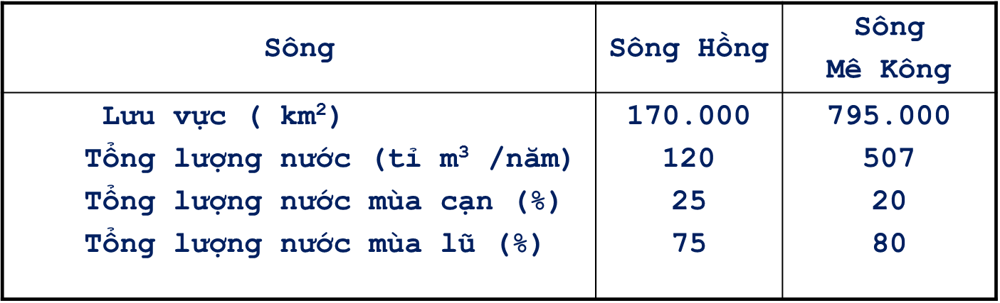 Sông
Sông Hồng
Sông
Mê Kông
Lưu vực ( km²)
170.000
795.000
Tổng lượng nước (tỉ m³ /năm)
120
507
Tổng lượng nước mùa cạn (%)
25
20
Tổng lượng nước mùa lũ (%)
75
80